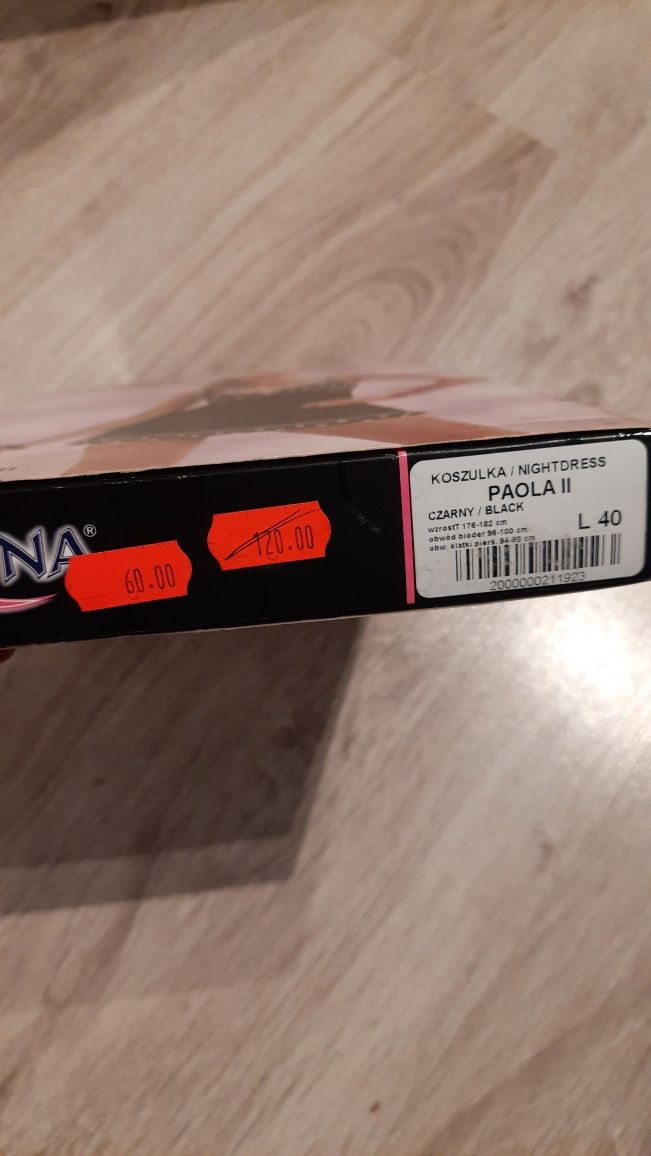 NA®
60.00
120.00
KOSZULKA / NIGHTDRESS
PAOLA II
CZARNY / BLACK
wzrostT 176-182 cm
obwód bioder 96-100 cm
obw. klatki piers. 94-98 cm
L 40
2000000211923